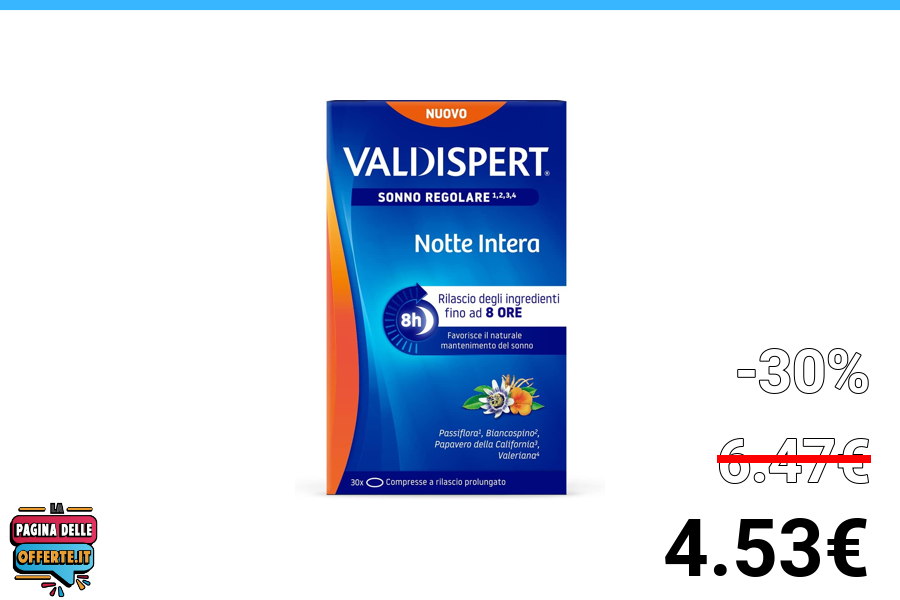 NUOVO
VALDISPERT®
SONNO REGOLARE 1,2,3,4
Notte Intera
Rilascio degli ingredienti
fino ad 8 ORE
8h
Favorisce il naturale
mantenimento del sonno
Passiflora¹, Biancospino²,
Papavero della California³,
Valeriana⁴
30x Compresse a rilascio prolungato
-30%
6.47€
4.53€
LA
PAGINA DELLE
OFFERTE.IT